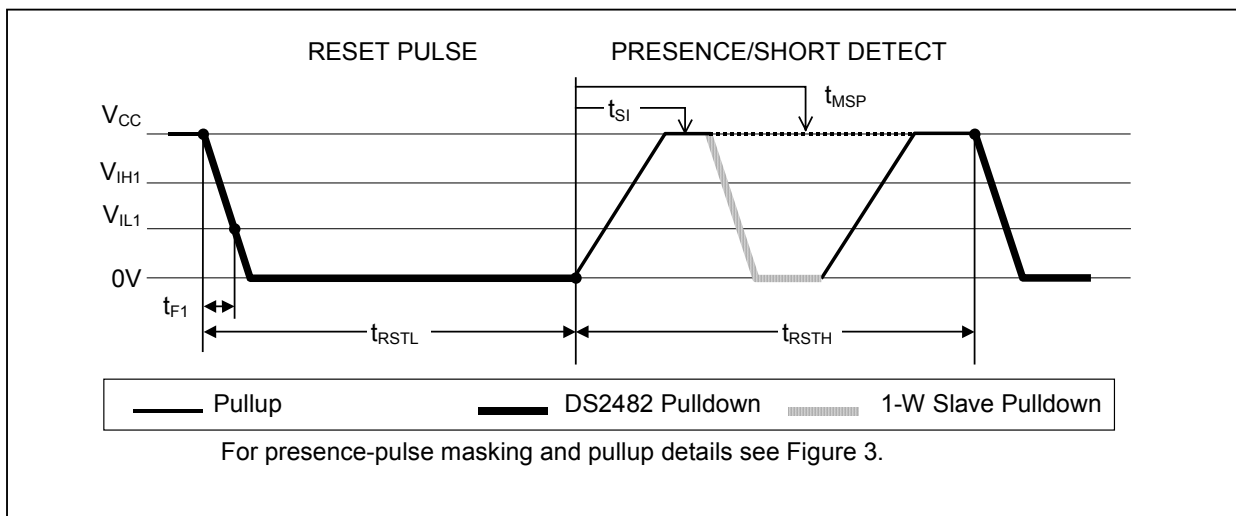 RESET PULSE PRESENCE/SHORT DETECT
tMSP
tSI
VCC
VIH1
VIL1
0V
tF1
tRSTL tRSTH
Pullup DS2482 Pulldown 1-W Slave Pulldown
For presence-pulse masking and pullup details see Figure 3.